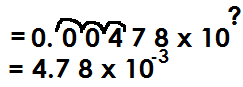 = 0. 0 0 4 7 8 x 10^?
= 4.7 8 x 10^-3